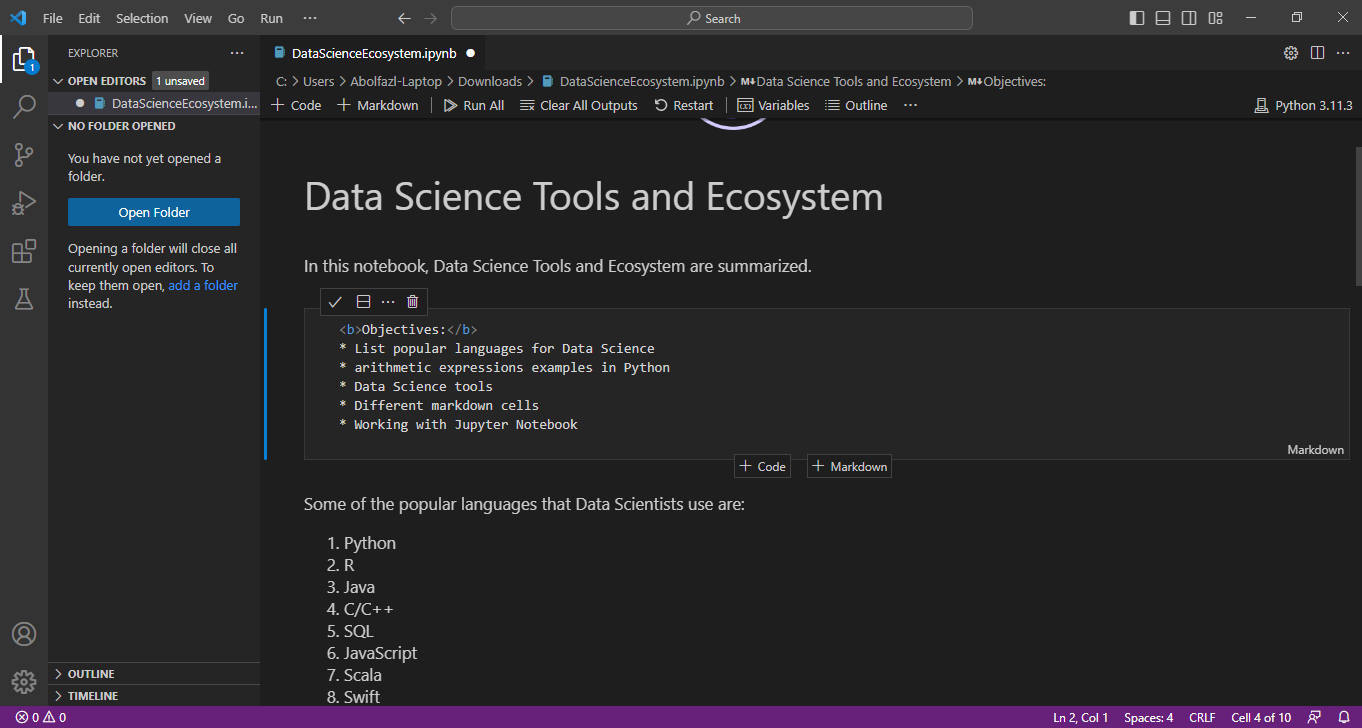 File Edit Selection View Go Run ···
Search
EXPLORER ···
OPEN EDITORS 1 unsaved
DataScienceEcosystem.i...
NO FOLDER OPENED
You have not yet opened a
folder.
Open Folder
Opening a folder will close all
currently open editors. To
keep them open, add a folder
instead.
OUTLINE
TIMELINE
DataScienceEcosystem.ipynb
C: > Users > Abolfazl-Laptop > Downloads > DataScienceEcosystem.ipynb > M↓Data Science Tools and Ecosystem > M↓Objectives:
+ Code + Markdown | Run All Clear All Outputs Restart | Variables Outline ··· Python 3.11.3
Data Science Tools and Ecosystem
In this notebook, Data Science Tools and Ecosystem are summarized.
<b>Objectives:</b>
* List popular languages for Data Science
* arithmetic expressions examples in Python
* Data Science tools
* Different markdown cells
* Working with Jupyter Notebook
Markdown
+ Code + Markdown
Some of the popular languages that Data Scientists use are:
1. Python
2. R
3. Java
4. C/C++
5. SQL
6. JavaScript
7. Scala
8. Swift
1
0 0 Ln 2, Col 1 Spaces: 4 CRLF Cell 4 of 10